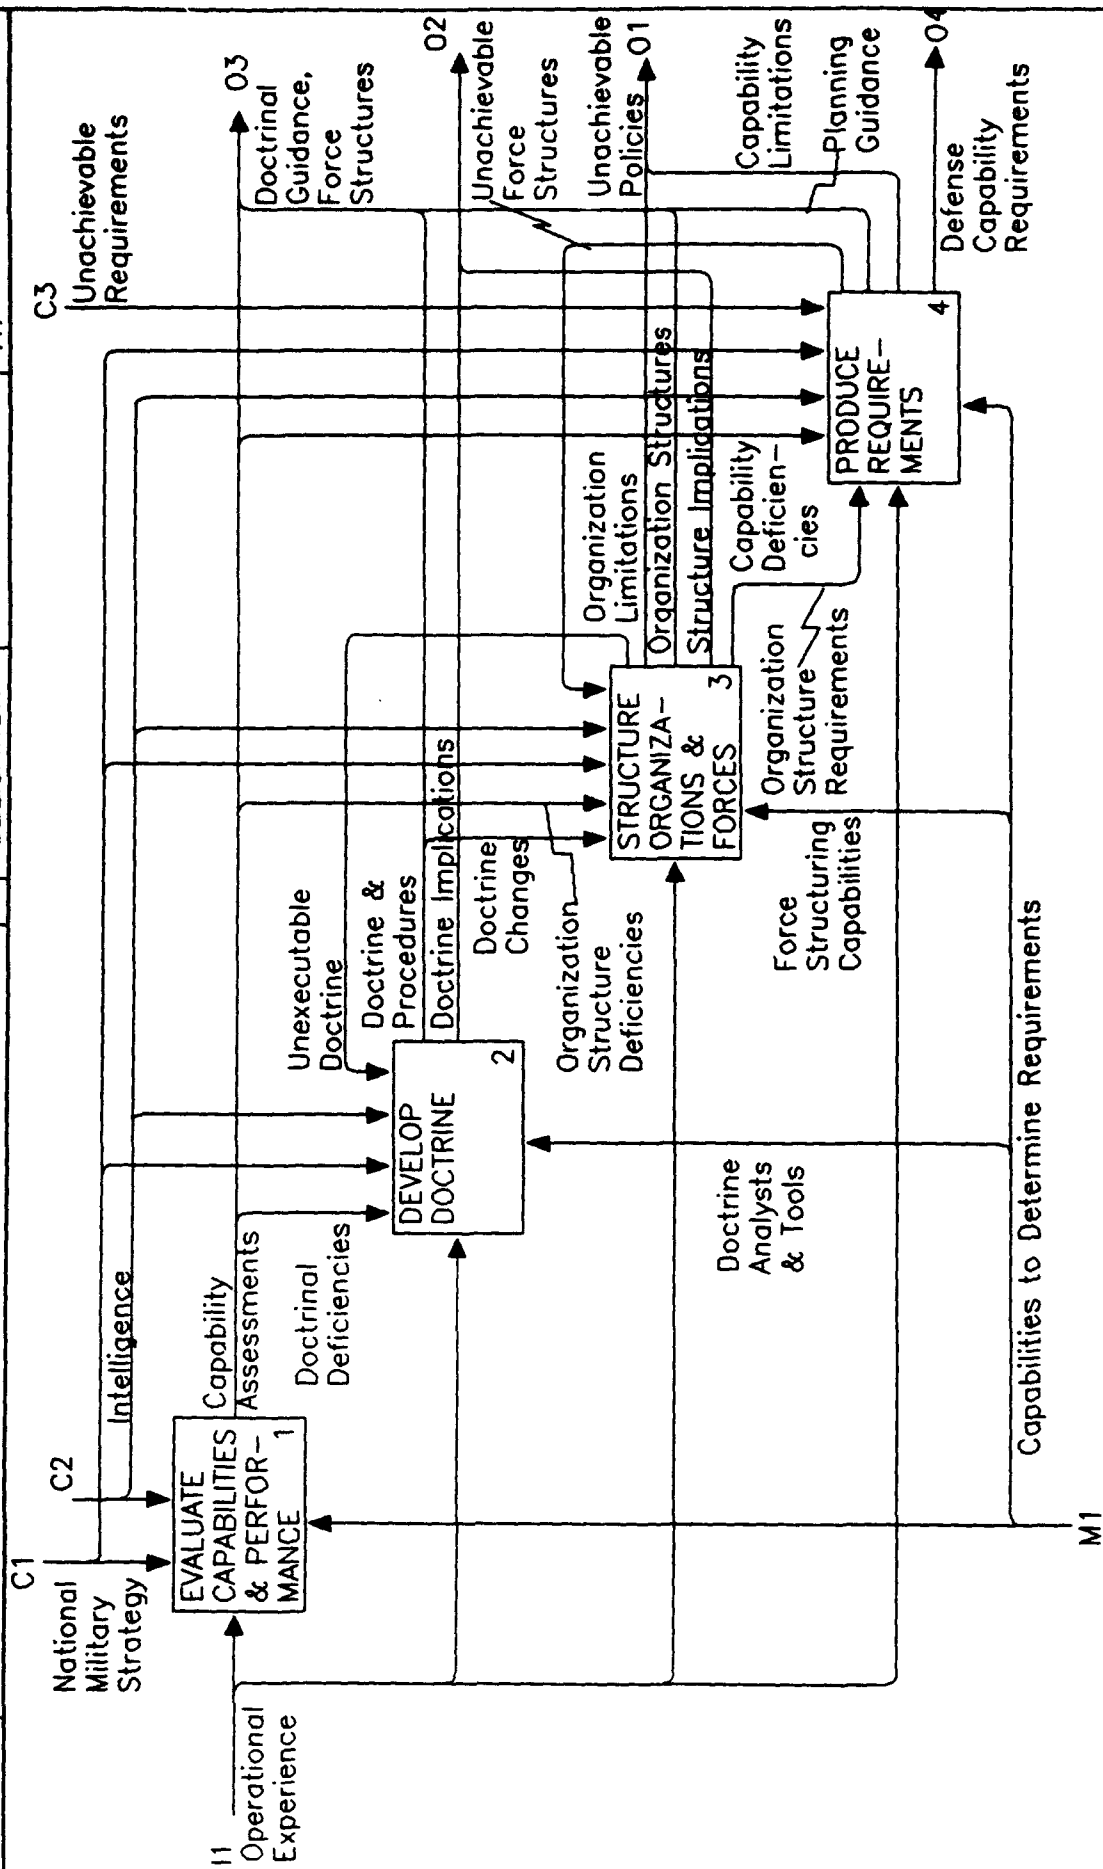 C1
National
Military
Strategy
C2
Intelligence
C3
Unachievable
Requirements
I1
Operational
Experience
EVALUATE
CAPABILITIES
& PERFOR–
MANCE
1
Capability
Assessments
Doctrinal
Deficiencies
O3
Doctrinal
Guidance,
Force
Structures
DEVELOP
DOCTRINE
2
Unexecutable
Doctrine
Doctrine &
Procedures
Doctrine Implications
Doctrine
Changes
Organization
Structure
Deficiencies
O2
Unachievable
Force
Structures
STRUCTURE
ORGANIZA–
TIONS &
FORCES
3
Organization
Limitations
Organization Structures
Structure Implications
Capability
Deficien–
cies
Organization
Structure
Requirements
Unachievable
Policies
O1
Capability
Limitations
Planning
Guidance
PRODUCE
REQUIRE–
MENTS
4
O4
Defense
Capability
Requirements
Doctrine
Analysts
& Tools
Force
Structuring
Capabilities
Capabilities to Determine Requirements
M1